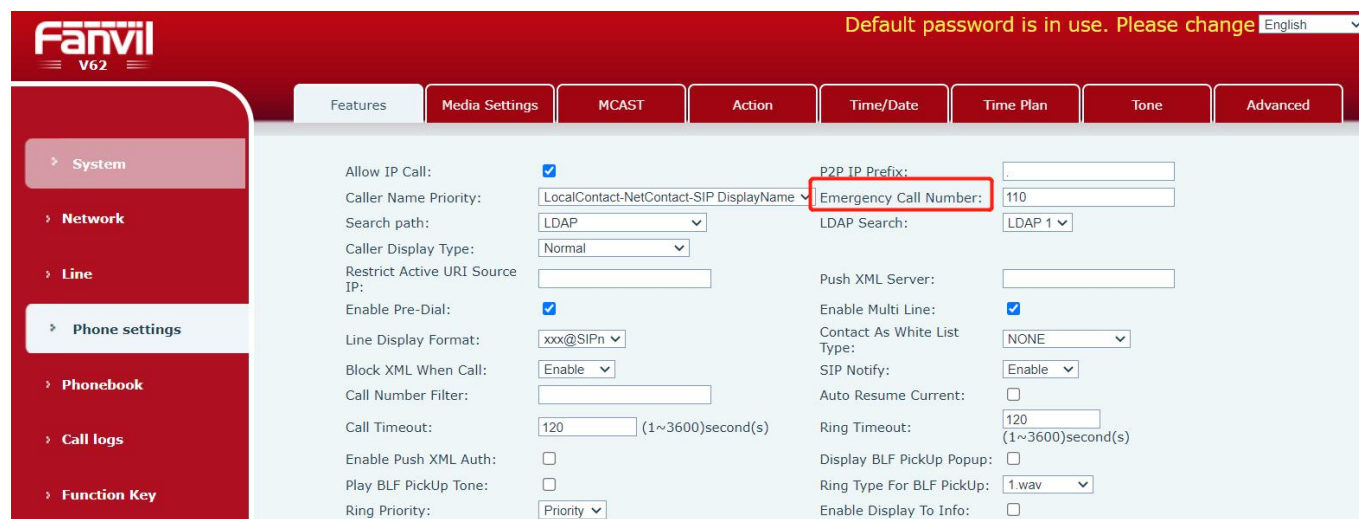 Fanvil
V62
Default password is in use. Please change English
Features Media Settings MCAST Action Time/Date Time Plan Tone Advanced
System
Network
Line
Phone settings
Phonebook
Call logs
Function Key
Allow IP Call: P2P IP Prefix: .
Caller Name Priority: LocalContact-NetContact-SIP DisplayName Emergency Call Number: 110
Search path: LDAP LDAP Search: LDAP 1
Caller Display Type: Normal
Restrict Active URI Source
IP: Push XML Server:
Enable Pre-Dial: Enable Multi Line:
Line Display Format: xxx@SIPn Contact As White List
Type: NONE
Block XML When Call: Enable SIP Notify: Enable
Call Number Filter: Auto Resume Current:
Call Timeout: 120 (1~3600)second(s) Ring Timeout: 120
(1~3600)second(s)
Enable Push XML Auth: Display BLF PickUp Popup:
Play BLF PickUp Tone: Ring Type For BLF PickUp: 1.wav
Ring Priority: Priority Enable Display To Info: